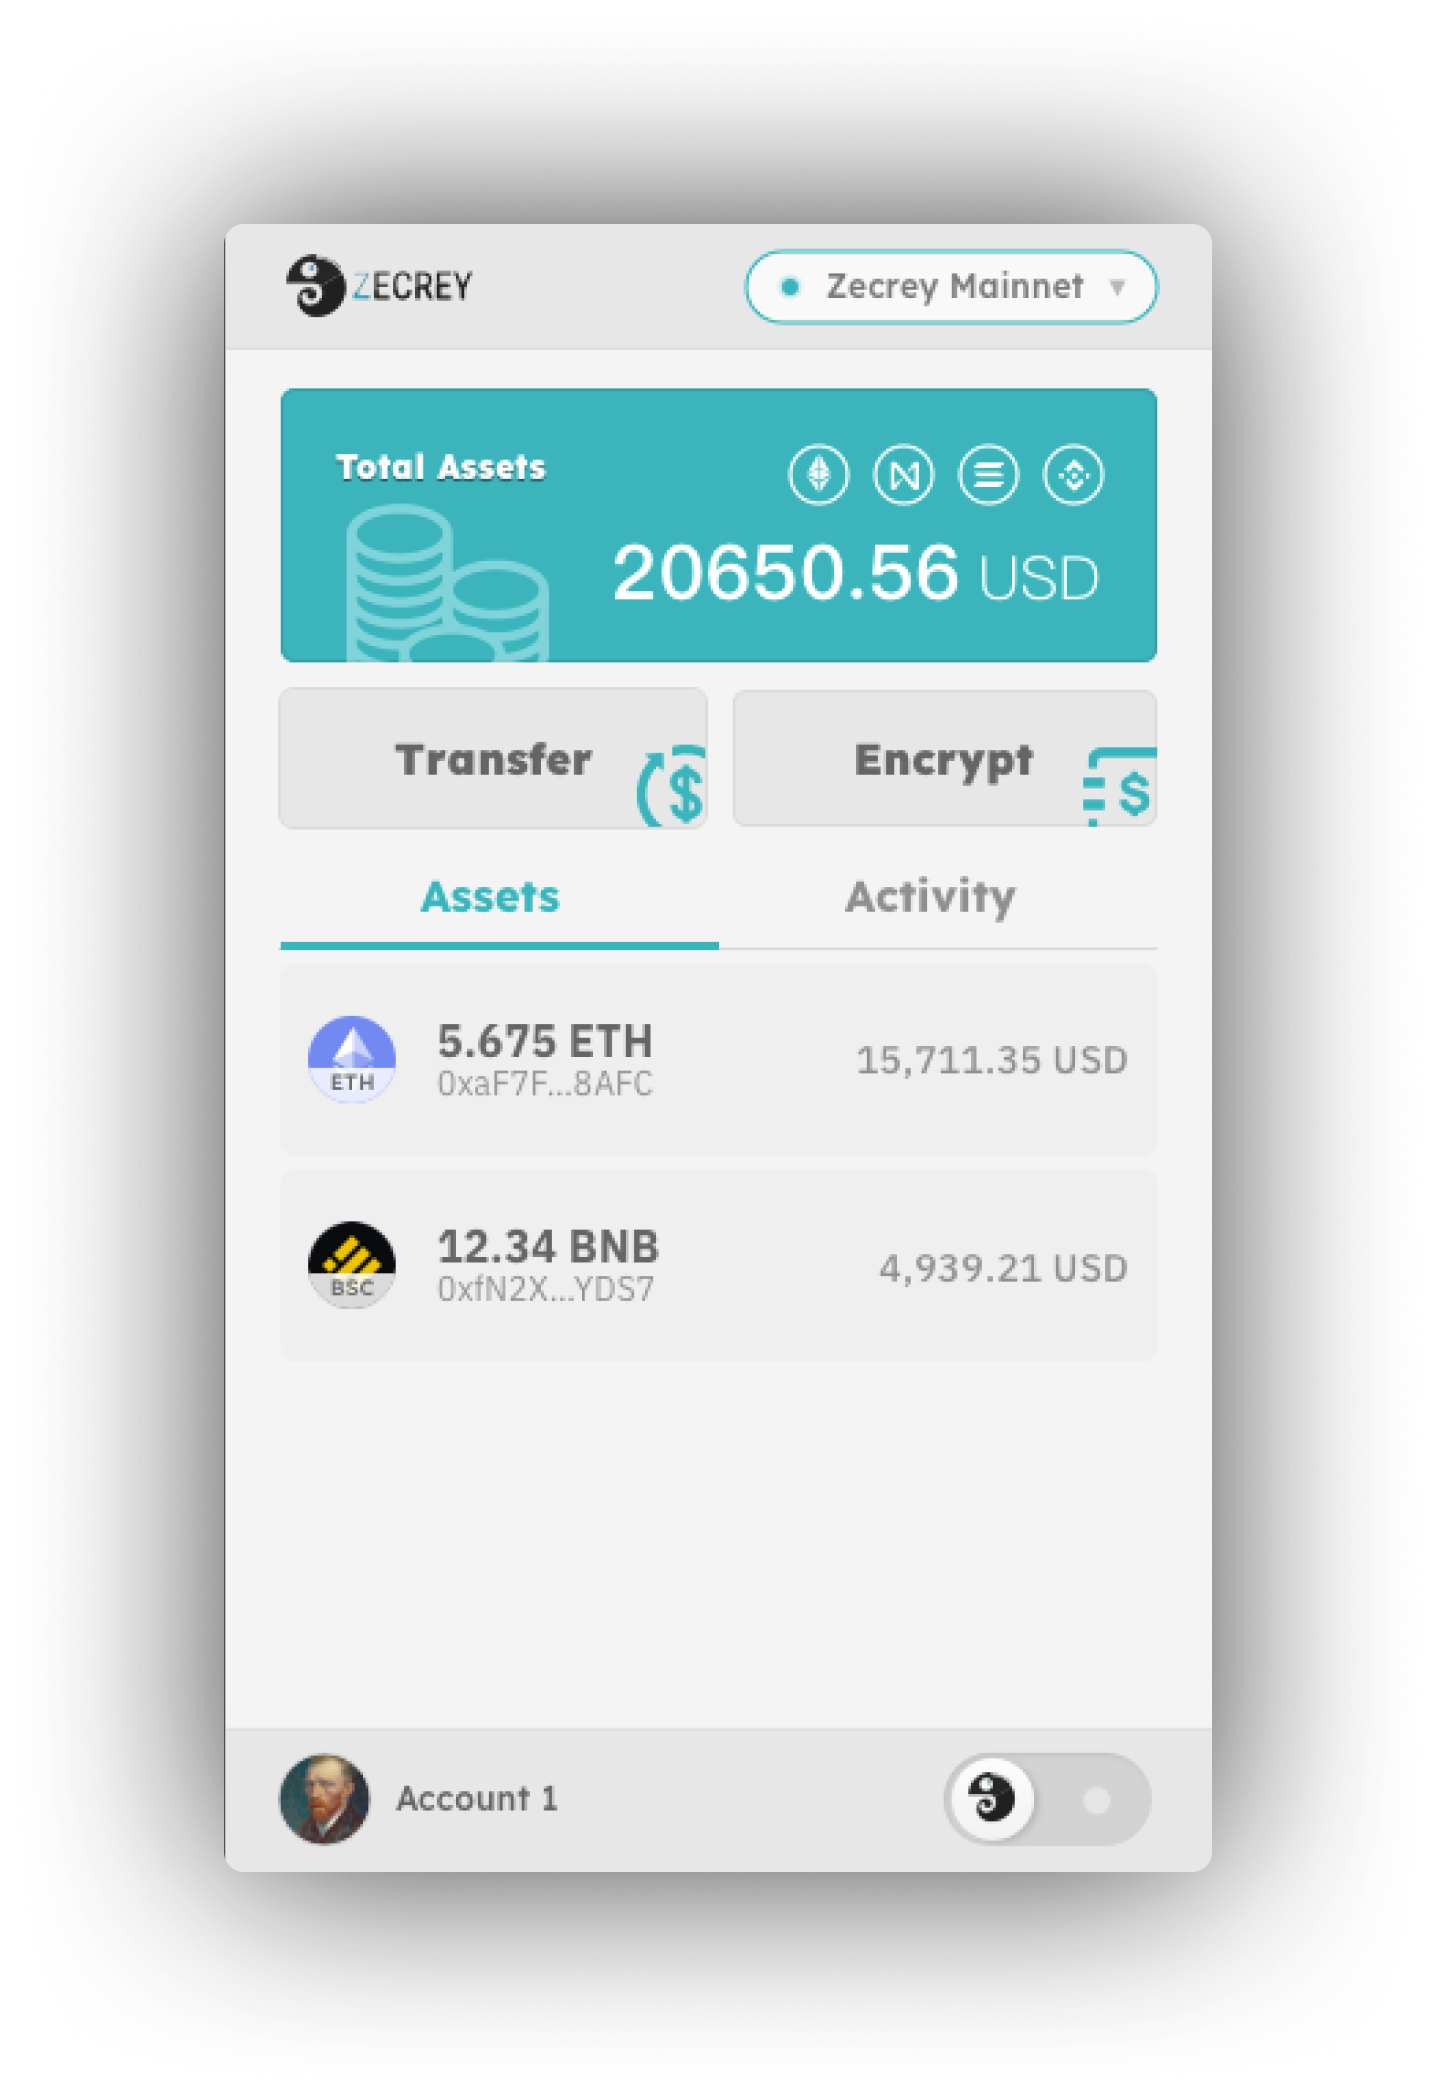 ZECREY
Zecrey Mainnet
Total Assets
20650.56 USD
Transfer
Encrypt
Assets
Activity
ETH
5.675 ETH
0xaF7F...8AFC
15,711.35 USD
BSC
12.34 BNB
0xfN2X...YDS7
4,939.21 USD
Account 1